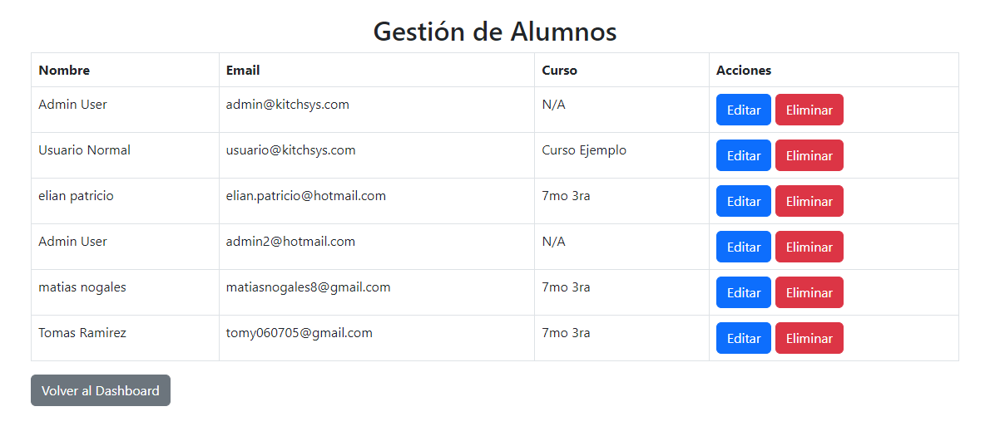 Gestión de Alumnos
Nombre Email Curso Acciones
Admin User admin@kitchsys.com N/A Editar Eliminar
Usuario Normal usuario@kitchsys.com Curso Ejemplo Editar Eliminar
elian patricio elian.patricio@hotmail.com 7mo 3ra Editar Eliminar
Admin User admin2@hotmail.com N/A Editar Eliminar
matias nogales matiasnogales8@gmail.com 7mo 3ra Editar Eliminar
Tomas Ramirez tomy060705@gmail.com 7mo 3ra Editar Eliminar
Volver al Dashboard